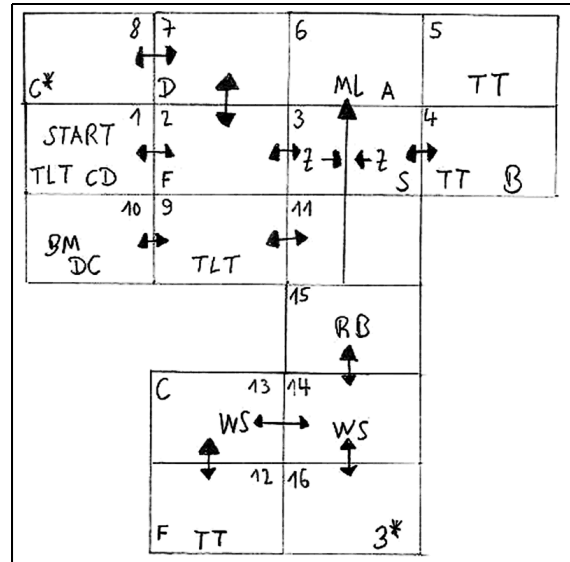 8 7 6 5
C* D ML A TT
1 2 3 4
START
Z Z
TLT CD F S TT B
10 9 11
BM
DC TLT
15
RB
C 13 14
WS WS
12 16
F TT 3*